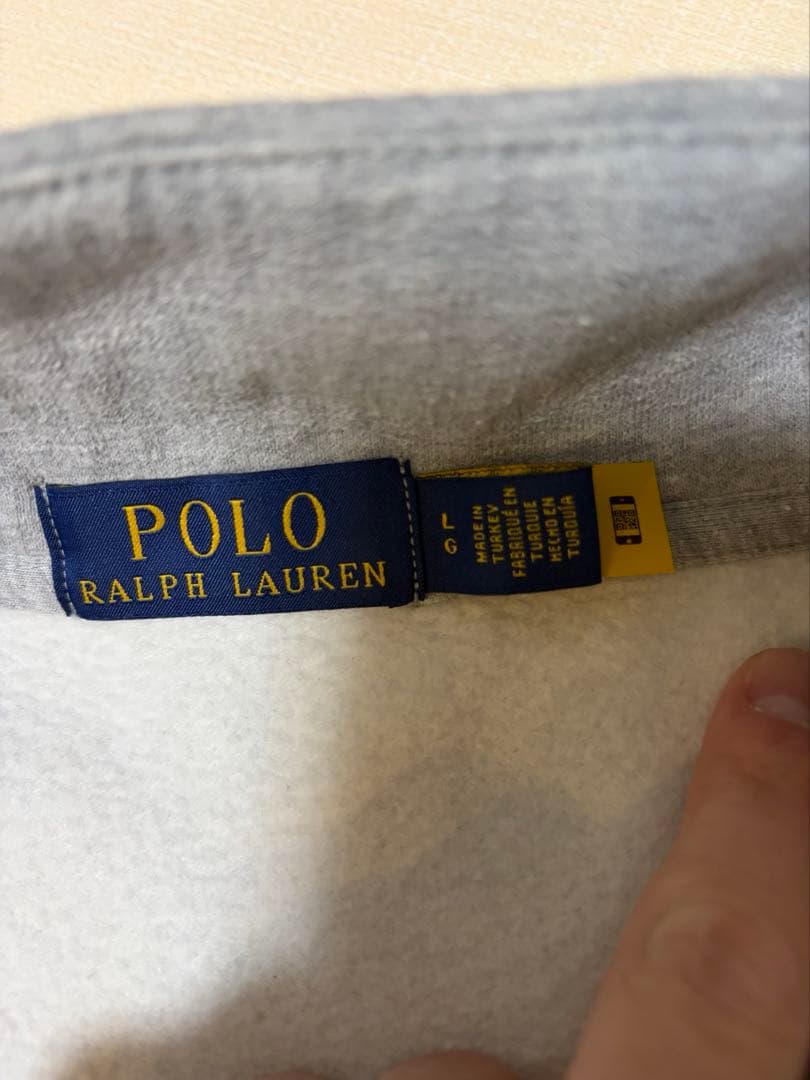 POLO
RALPH LAUREN
L
G
MADE IN
TURKEY
FABRIQUÉ EN
TURQUIE
HECHO EN
TURQUÍA